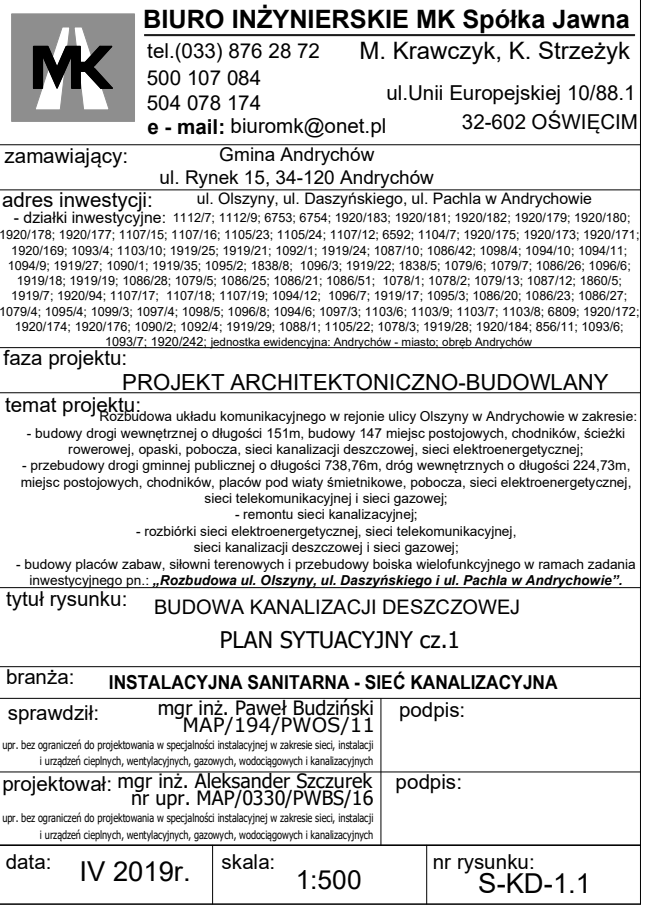 MK
BIURO INŻYNIERSKIE MK Spółka Jawna
tel.(033) 876 28 72 M. Krawczyk, K. Strzeżyk
500 107 084
504 078 174
ul.Unii Europejskiej 10/88.1
e - mail: biuromk@onet.pl
32-602 OŚWIĘCIM
zamawiający: Gmina Andrychów
ul. Rynek 15, 34-120 Andrychów
adres inwestycji: ul. Olszyny, ul. Daszyńskiego, ul. Pachla w Andrychowie
- działki inwestycyjne: 1112/7; 1112/9; 6753; 6754; 1920/183; 1920/181; 1920/182; 1920/179; 1920/180;
1920/178; 1920/177; 1107/15; 1107/16; 1105/23; 1105/24; 1107/12; 6592; 1104/7; 1920/175; 1920/173; 1920/171;
1920/169; 1093/4; 1103/10; 1919/25; 1919/21; 1092/1; 1919/24; 1087/10; 1086/42; 1098/4; 1094/10; 1094/11;
1094/9; 1919/27; 1090/1; 1919/35; 1095/2; 1838/8; 1096/3; 1919/22; 1838/5; 1079/6; 1079/7; 1086/26; 1096/6;
1919/18; 1919/19; 1086/28; 1079/5; 1086/25; 1086/21; 1086/51; 1078/1; 1078/2; 1079/13; 1087/12; 1860/5;
1919/7; 1920/94; 1107/17; 1107/18; 1107/19; 1094/12; 1096/7; 1919/17; 1095/3; 1086/20; 1086/23; 1086/27;
1079/4; 1095/4; 1099/3; 1097/4; 1098/5; 1096/8; 1094/6; 1097/3; 1103/6; 1103/9; 1103/7; 1103/8; 6809; 1920/172;
1920/174; 1920/176; 1090/2; 1092/4; 1919/29; 1088/1; 1105/22; 1078/3; 1919/28; 1920/184; 856/11; 1093/6;
1093/7; 1920/242; jednostka ewidencyjna: Andrychów - miasto; obręb Andrychów
faza projektu:
PROJEKT ARCHITEKTONICZNO-BUDOWLANY
temat projektu:
Rozbudowa układu komunikacyjnego w rejonie ulicy Olszyny w Andrychowie w zakresie:
- budowy drogi wewnętrznej o długości 151m, budowy 147 miejsc postojowych, chodników, ścieżki
rowerowej, opaski, pobocza, sieci kanalizacji deszczowej, sieci elektroenergetycznej;
- przebudowy drogi gminnej publicznej o długości 738,76m, dróg wewnętrznych o długości 224,73m,
miejsc postojowych, chodników, placów pod wiaty śmietnikowe, pobocza, sieci elektroenergetycznej,
sieci telekomunikacyjnej i sieci gazowej;
- remontu sieci kanalizacyjnej;
- rozbiórki sieci elektroenergetycznej, sieci telekomunikacyjnej,
sieci kanalizacji deszczowej i sieci gazowej;
- budowy placów zabaw, siłowni terenowych i przebudowy boiska wielofunkcyjnego w ramach zadania
inwestycyjnego pn.: „Rozbudowa ul. Olszyny, ul. Daszyńskiego i ul. Pachla w Andrychowie”.
tytuł rysunku: BUDOWA KANALIZACJI DESZCZOWEJ
PLAN SYTUACYJNY cz.1
branża: INSTALACYJNA SANITARNA - SIEĆ KANALIZACYJNA
sprawdził: mgr inż. Paweł Budziński podpis:
MAP/194/PWOS/11
upr. bez ograniczeń do projektowania w specjalności instalacyjnej w zakresie sieci, instalacji
i urządzeń cieplnych, wentylacyjnych, gazowych, wodociągowych i kanalizacyjnych
projektował: mgr inż. Aleksander Szczurek podpis:
nr upr. MAP/0330/PWBS/16
upr. bez ograniczeń do projektowania w specjalności instalacyjnej w zakresie sieci, instalacji
i urządzeń cieplnych, wentylacyjnych, gazowych, wodociągowych i kanalizacyjnych
data: IV 2019r. skala: 1:500 nr rysunku: S-KD-1.1